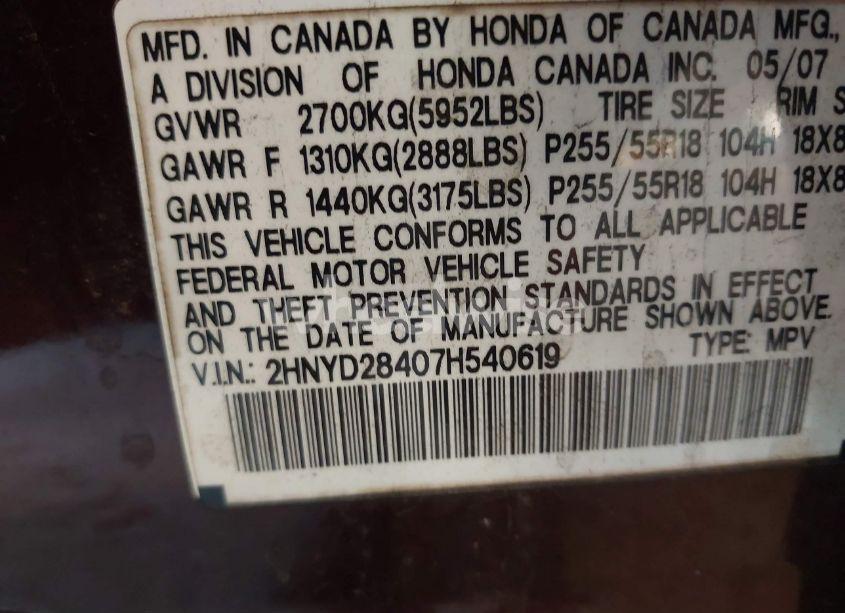 MFD. IN CANADA BY HONDA OF CANADA MFG.,
A DIVISION OF HONDA CANADA INC. 05/07
GVWR 2700KG(5952LBS) TIRE SIZE RIM S
GAWR F 1310KG(2888LBS) P255/55R18 104H 18X8
GAWR R 1440KG(3175LBS) P255/55R18 104H 18X8
THIS VEHICLE CONFORMS TO ALL APPLICABLE
FEDERAL MOTOR VEHICLE SAFETY
AND THEFT PREVENTION STANDARDS IN EFFECT
ON THE DATE OF MANUFACTURE SHOWN ABOVE.
V.I.N.: 2HNYD28407H540619 TYPE: MPV